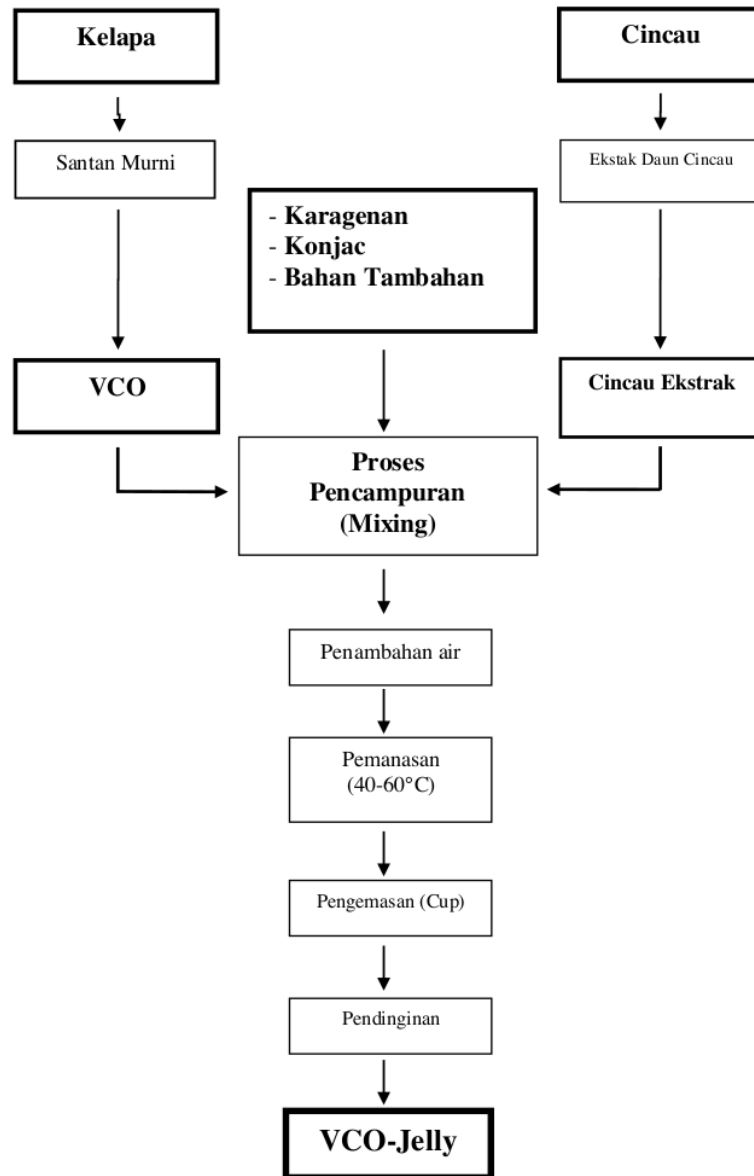 Kelapa
Cincau
Santan Murni
Ekstak Daun Cincau
- Karagenan
- Konjac
- Bahan Tambahan
VCO
Cincau Ekstrak
Proses
Pencampuran
(Mixing)
Penambahan air
Pemanasan
(40-60°C)
Pengemasan (Cup)
Pendinginan
VCO-Jelly